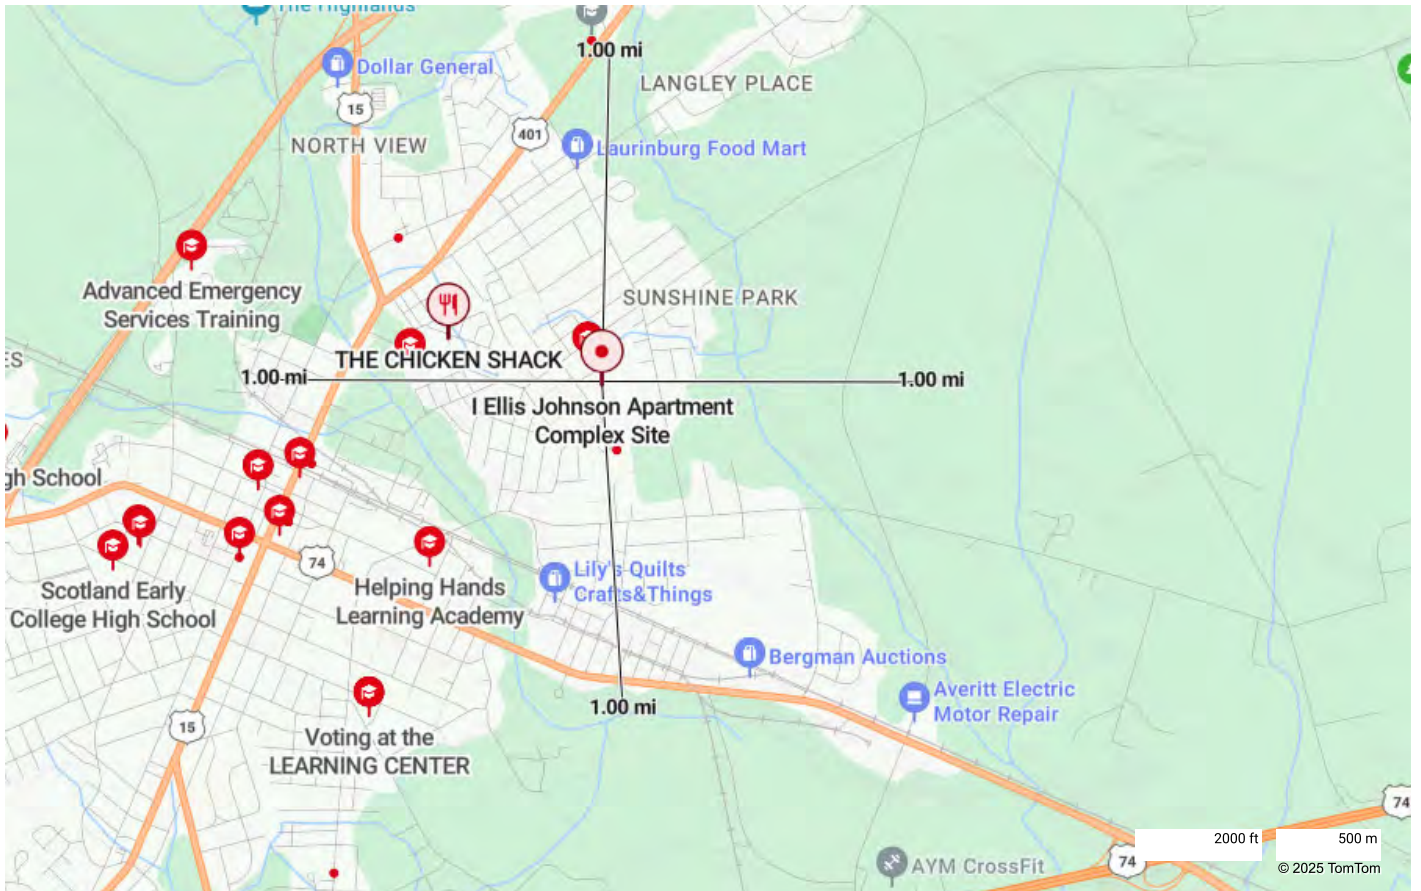 The Highlands
1.00 mi
Dollar General
LANGLEY PLACE
15
401
NORTH VIEW
Laurinburg Food Mart
Advanced Emergency
Services Training
SUNSHINE PARK
ES
THE CHICKEN SHACK
1.00 mi
1.00 mi
I Ellis Johnson Apartment
Complex Site
gh School
74
Scotland Early
College High School
Helping Hands
Learning Academy
Lily's Quilts
Crafts&Things
Bergman Auctions
Averitt Electric
Motor Repair
1.00 mi
15
Voting at the
LEARNING CENTER
74
2000 ft
500 m
74
AYM CrossFit
© 2025 TomTom